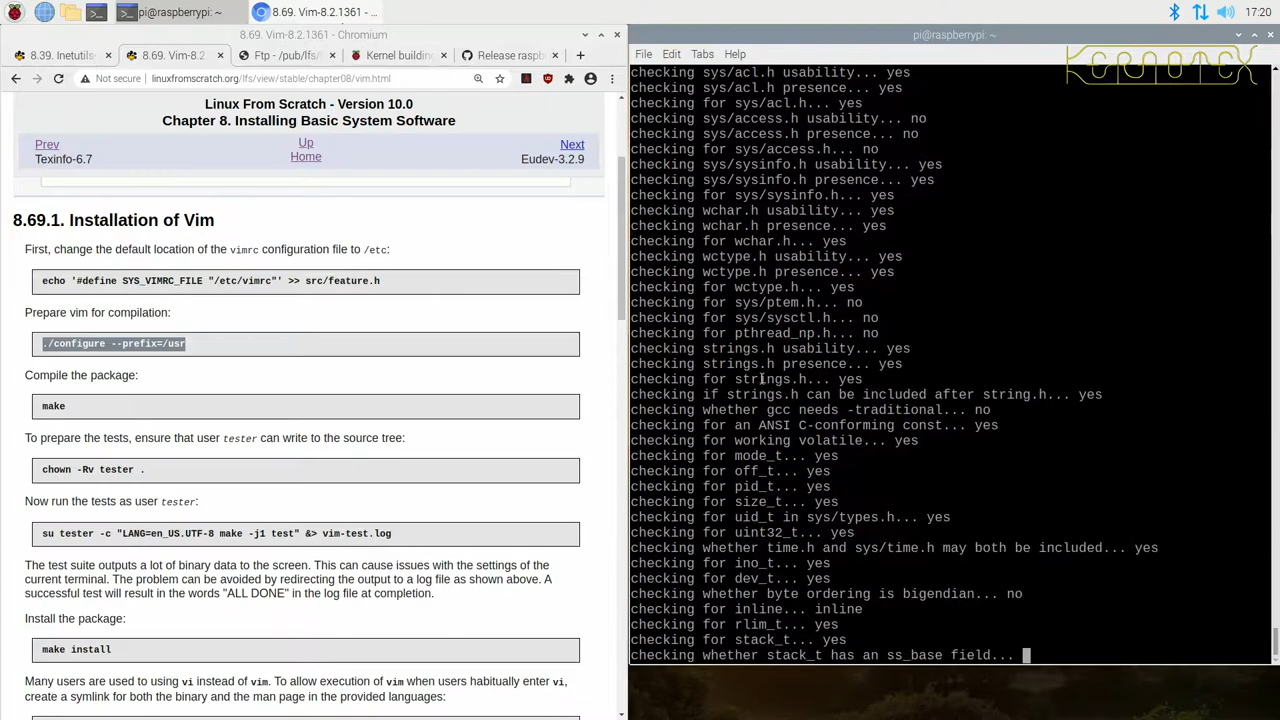 pi@raspberrypi: ~
8.69. Vim-8.2.1361 - ...
17:20
8.69. Vim-8.2.1361 - Chromium
8.39. Inetutils-
8.69. Vim-8.2
Ftp - /pub/lfs/
Kernel building
Release raspb
Not secure | linuxfromscratch.org/lfs/view/stable/chapter08/vim.html
Linux From Scratch - Version 10.0
Chapter 8. Installing Basic System Software
Prev
Up
Next
Texinfo-6.7
Home
Eudev-3.2.9
8.69.1. Installation of Vim
First, change the default location of the vimrc configuration file to /etc:
echo '#define SYS_VIMRC_FILE "/etc/vimrc"' >> src/feature.h
Prepare vim for compilation:
./configure --prefix=/usr
Compile the package:
make
To prepare the tests, ensure that user tester can write to the source tree:
chown -Rv tester .
Now run the tests as user tester:
su tester -c "LANG=en_US.UTF-8 make -j1 test" &> vim-test.log
The test suite outputs a lot of binary data to the screen. This can cause issues with the settings of the
current terminal. The problem can be avoided by redirecting the output to a log file as shown above. A
successful test will result in the words "ALL DONE" in the log file at completion.
Install the package:
make install
Many users are used to using vi instead of vim. To allow execution of vim when users habitually enter vi,
create a symlink for both the binary and the man page in the provided languages:
pi@raspberrypi: ~
File Edit Tabs Help
checking sys/acl.h usability... yes
checking sys/acl.h presence... yes
checking for sys/acl.h... yes
checking sys/access.h usability... no
checking sys/access.h presence... no
checking for sys/access.h... no
checking sys/sysinfo.h usability... yes
checking sys/sysinfo.h presence... yes
checking for sys/sysinfo.h... yes
checking wchar.h usability... yes
checking wchar.h presence... yes
checking for wchar.h... yes
checking wctype.h usability... yes
checking wctype.h presence... yes
checking for wctype.h... yes
checking for sys/ptem.h... no
checking for sys/sysctl.h... no
checking for pthread_np.h... no
checking strings.h usability... yes
checking strings.h presence... yes
checking for strings.h... yes
checking if strings.h can be included after string.h... yes
checking whether gcc needs -traditional... no
checking for an ANSI C-conforming const... yes
checking for working volatile... yes
checking for mode_t... yes
checking for off_t... yes
checking for pid_t... yes
checking for size_t... yes
checking for uid_t in sys/types.h... yes
checking for uint32_t... yes
checking whether time.h and sys/time.h may both be included... yes
checking for ino_t... yes
checking for dev_t... yes
checking whether byte ordering is bigendian... no
checking for inline... inline
checking for rlim_t... yes
checking for stack_t... yes
checking whether stack_t has an ss_base field...